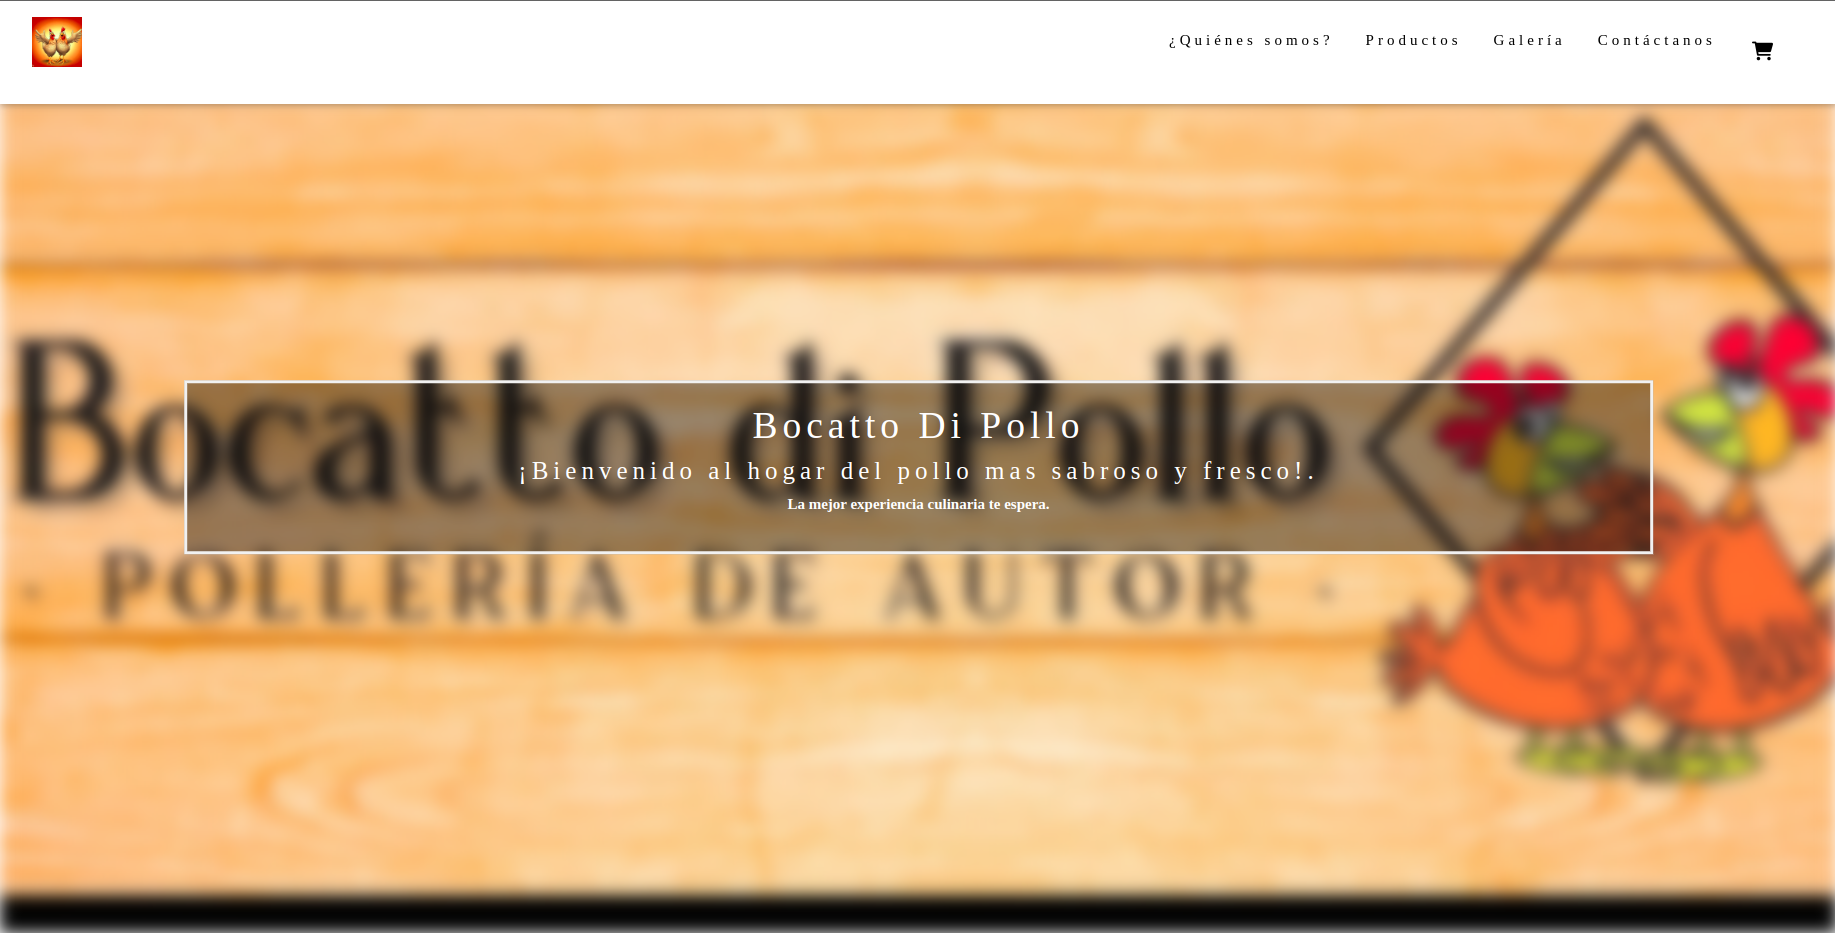 ¿Quiénes somos? Productos Galería Contáctanos
Bocatto di Pollo
Bocatto Di Pollo
¡Bienvenido al hogar del pollo mas sabroso y fresco!.
La mejor experiencia culinaria te espera.
· POLLERÍA DE AUTOR ·